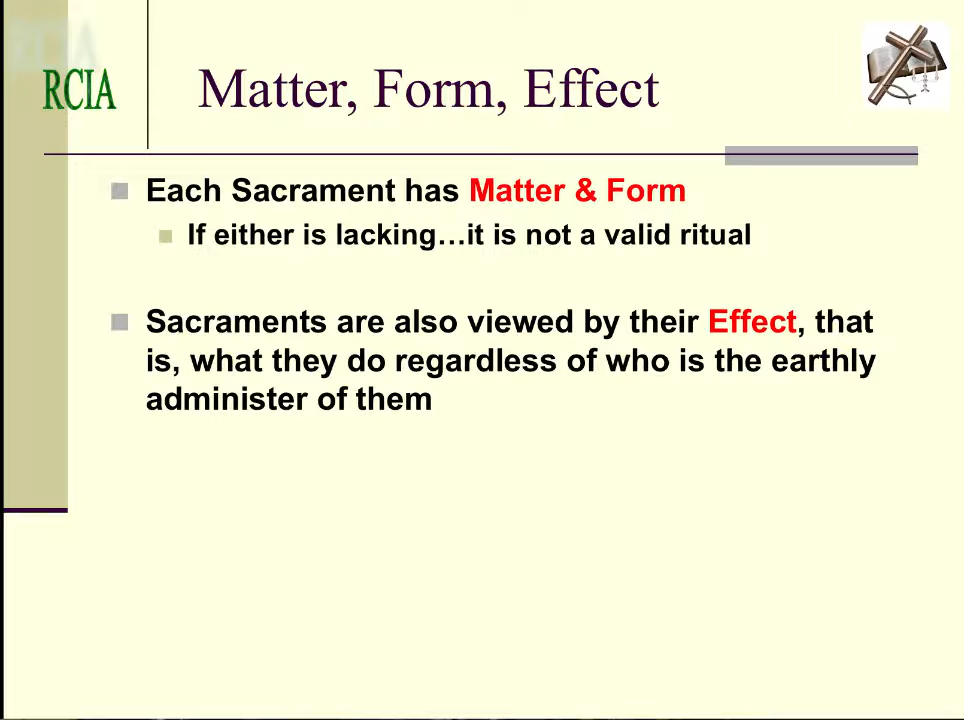 RCIA
Matter, Form, Effect
Each Sacrament has Matter & Form
If either is lacking…it is not a valid ritual
Sacraments are also viewed by their Effect, that
is, what they do regardless of who is the earthly
administer of them